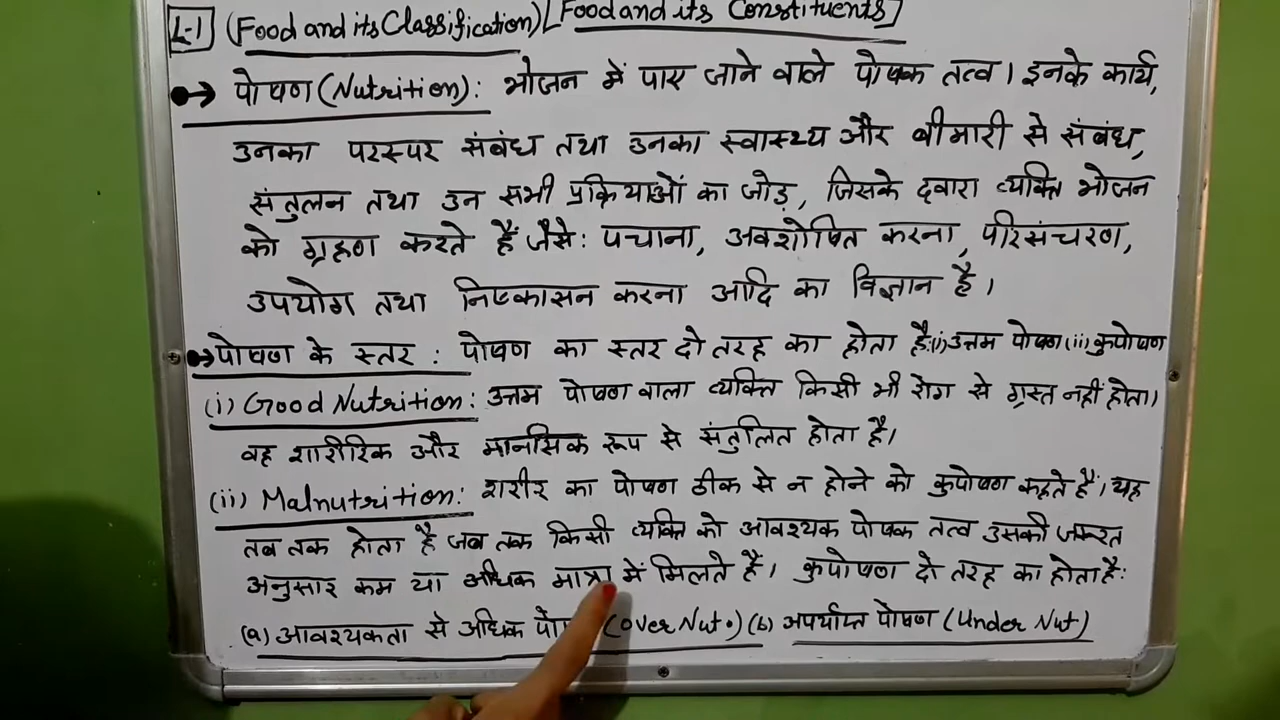 L-1 (Food and its Classification) [Food and its Constituents]
पोषण (Nutrition): भोजन में पाए जाने वाले पोषक तत्व। इनके कार्य,
उनका परस्पर संबंध तथा उनका स्वास्थ्य और बीमारी से संबंध,
संतुलन तथा उन सभी प्रक्रियाओं का जोड़, जिसके दवारा व्यक्ति भोजन
को ग्रहण करते हैं जैसे: पचाना, अवशोषित करना, परिसंचरण,
उपयोग तथा निष्कासन करना आदि का विज्ञान है।
पोषण के स्तर: पोषण का स्तर दो तरह का होता है:(i)उत्तम पोषण(ii)कुपोषण
(i) Good Nutrition: उत्तम पोषण वाला व्यक्ति किसी भी रोग से ग्रस्त नहीं होता।
वह शारीरिक और मानसिक रूप से संतुलित होता है।
(ii) Malnutrition: शरीर का पोषण ठीक से न होने को कुपोषण कहते हैं। यह
तब तक होता है जब तक किसी व्यक्ति को आवश्यक पोषक तत्व उसकी जरूरत
अनुसार कम या अधिक मात्रा में मिलते हैं। कुपोषण दो तरह का होता है:
(a) आवश्यकता से अधिक (Over Nut.) (b) अपर्याप्त पोषण (Under Nut)